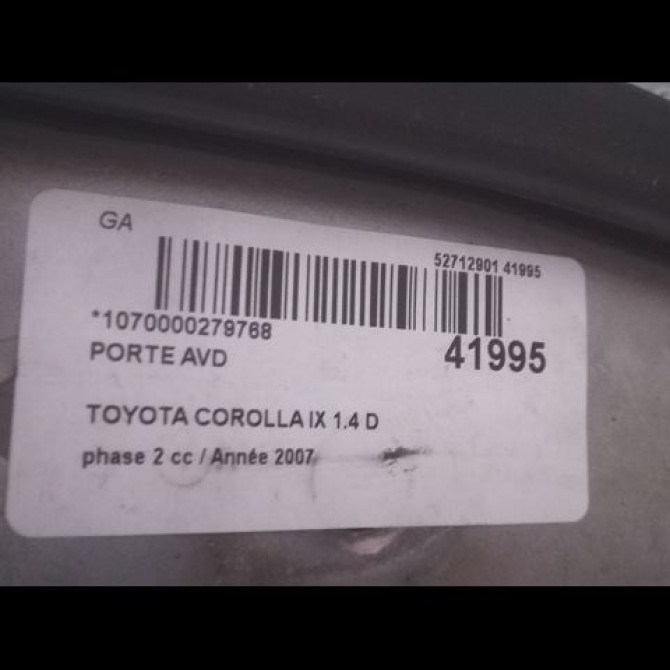 GA
52712901 41995
*1070000279768
41995
PORTE AVD
TOYOTA COROLLA IX 1.4 D
phase 2 cc / Année 2007